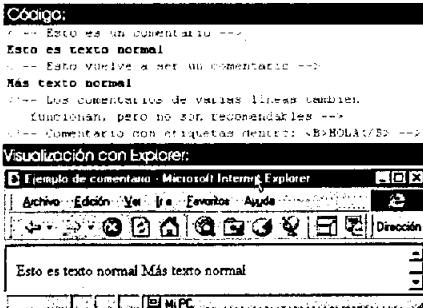 Código:
<!-- Esto es un comentario -->
Esto es texto normal
<!-- Esto vuelve a ser un comentario -->
Más texto normal
<!-- Los comentarios de varias líneas también
funcionan, pero no son recomendables -->
<!-- Comentario con etiquetas dentro: <B>HOLA</B> -->
Visualización con Explorer:
Ejemplo de comentario - Microsoft Internet Explorer
Archivo Edición Ver Ir a Favoritos Ayuda
Dirección
Esto es texto normal Más texto normal
Mi PC